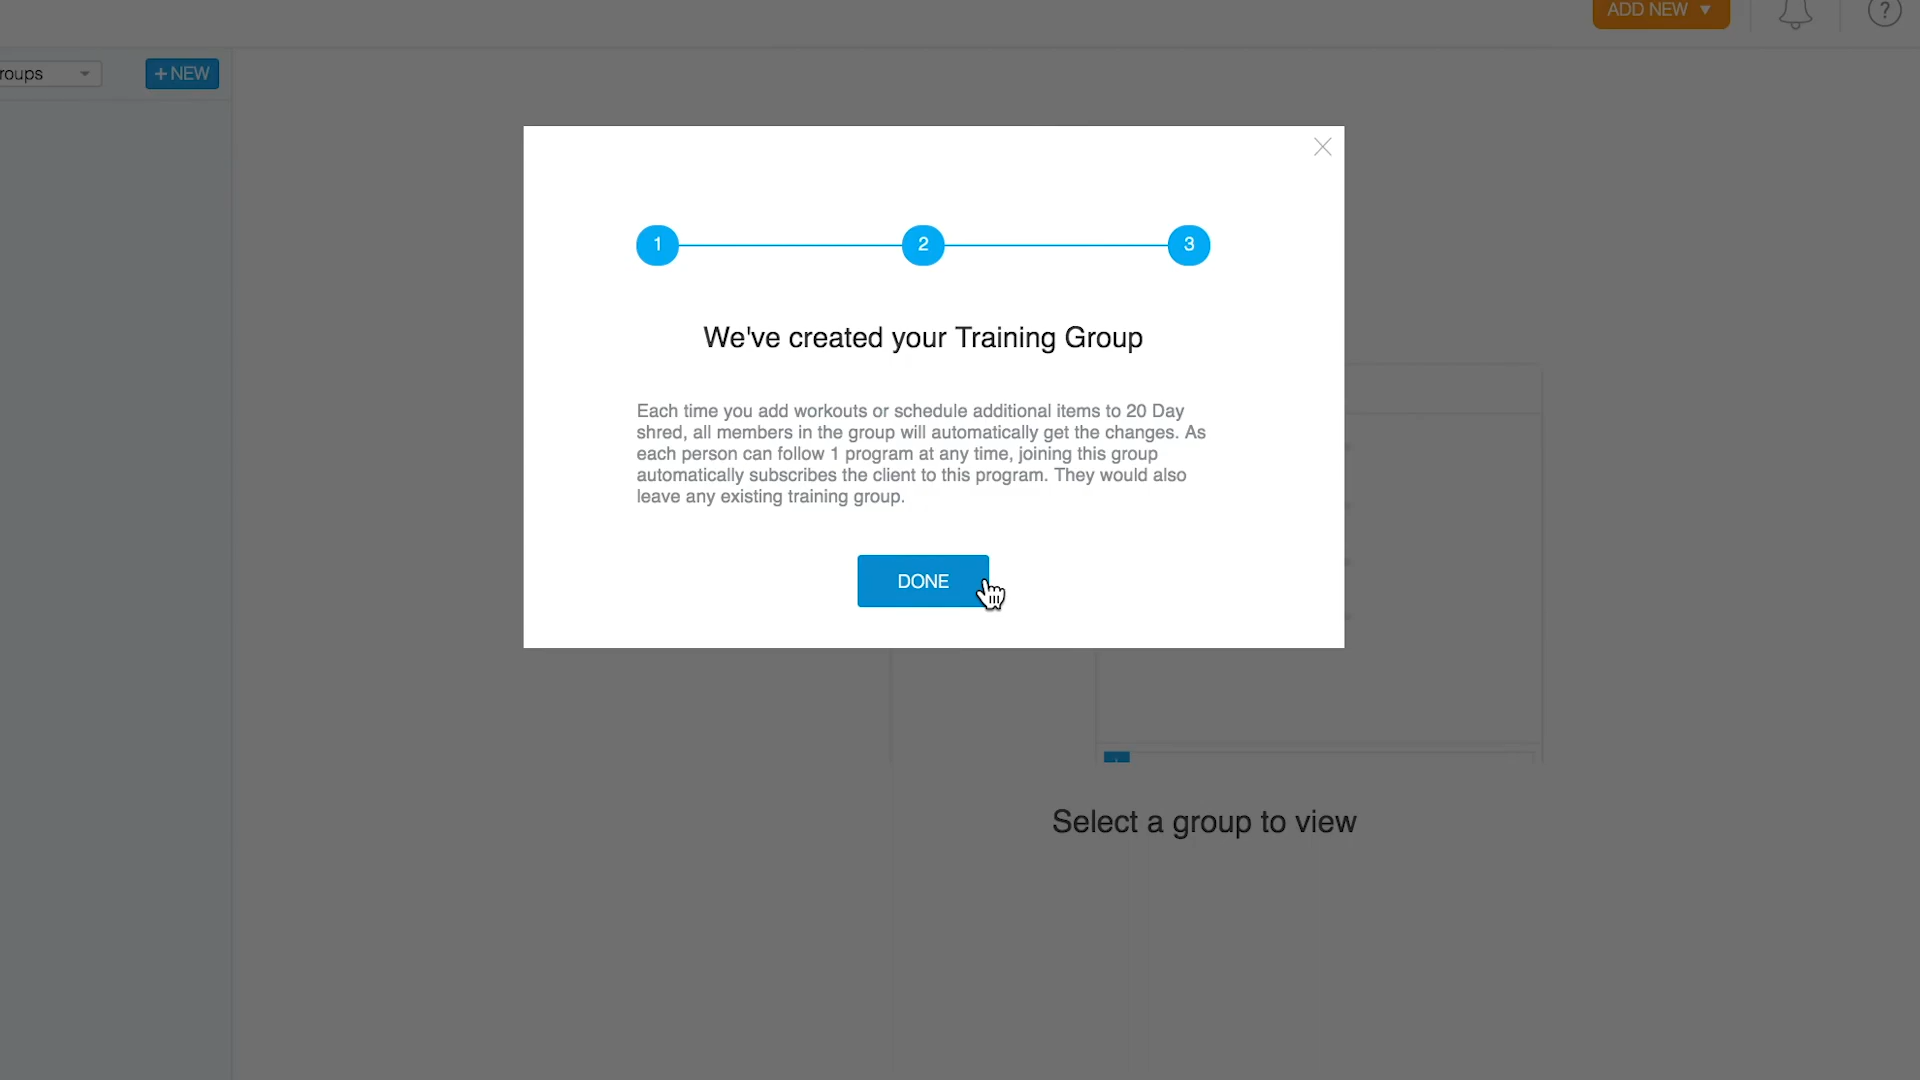 ADD NEW
?
roups
+ NEW
1 2 3
We've created your Training Group
Each time you add workouts or schedule additional items to 20 Day
shred, all members in the group will automatically get the changes. As
each person can follow 1 program at any time, joining this group
automatically subscribes the client to this program. They would also
leave any existing training group.
DONE
Select a group to view